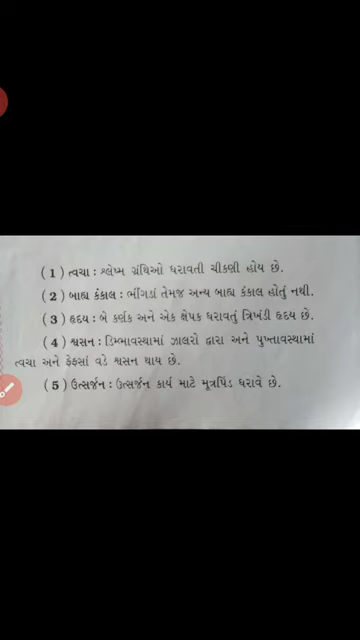 (1) ત્વચા : શ્લેષ્મ ગ્રંથિઓ ધરાવતી ચીકણી હોય છે.
(2) બાહ્ય કંકાલ : ભીંગડાં તેમજ અન્ય બાહ્ય કંકાલ હોતું નથી.
(3) હૃદય : બે કર્ણક અને એક ક્ષેપક ધરાવતું ત્રિખંડી હૃદય છે.
(4) શ્વસન : ડિમ્ભાવસ્થામાં ઝાલરો દ્વારા અને પુખ્તાવસ્થામાં
ત્વચા અને ફેફસાં વડે શ્વસન થાય છે.
(5) ઉત્સર્જન : ઉત્સર્જન કાર્ય માટે મૂત્રપિંડ ધરાવે છે.